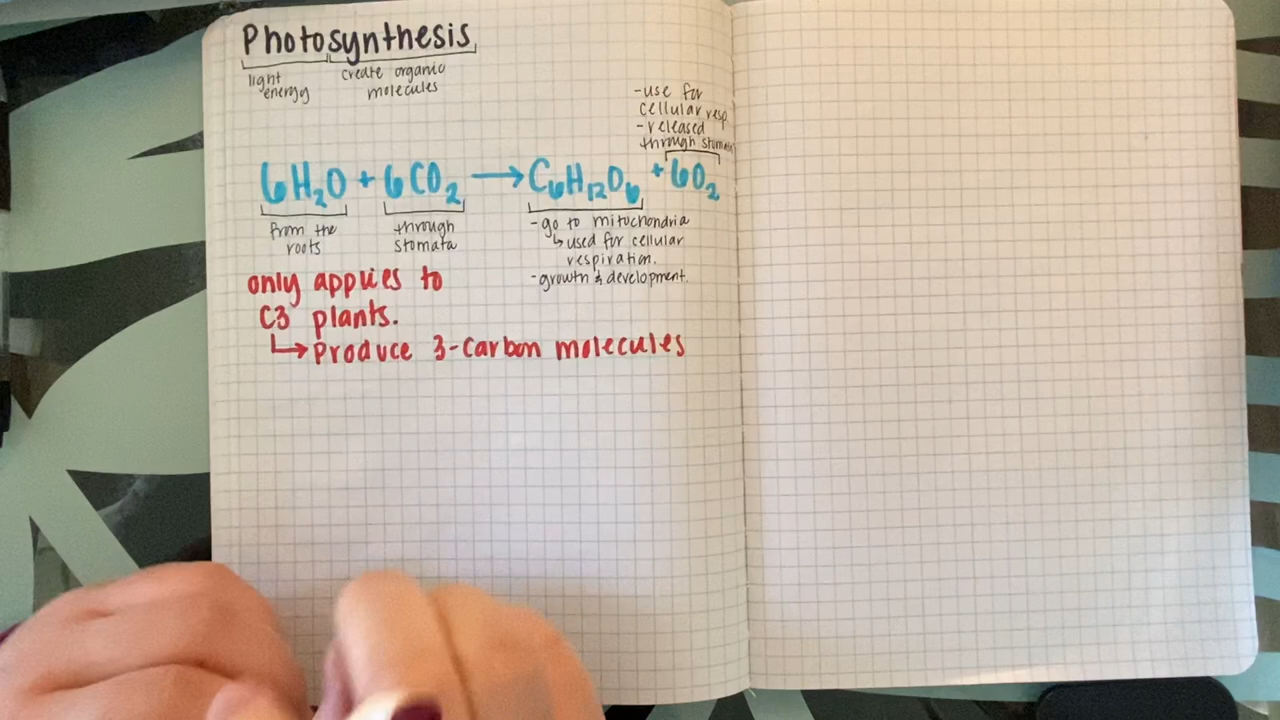 Photosynthesis
light energy
create organic molecules
-use for
cellular resp.
-released
through stomata
6H₂O + 6CO₂ → C₆H₁₂O₆ + 6O₂
from the
roots
through
stomata
-go to mitochondria
↳used for cellular
respiration.
-growth & development.
only applies to
C3 plants.
↳produce 3-carbon molecules